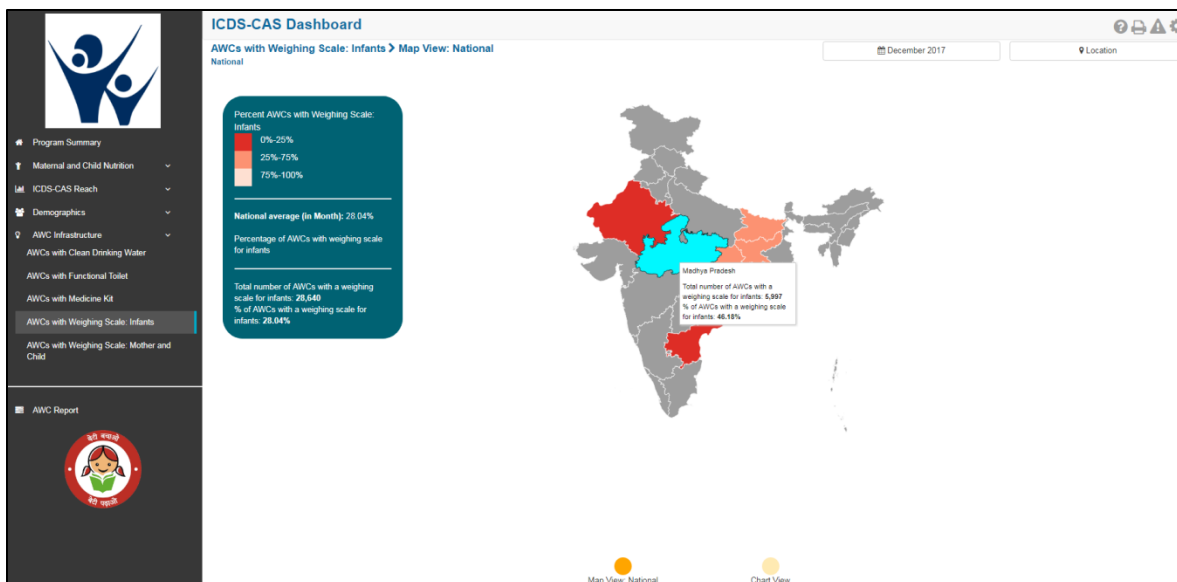 ICDS-CAS Dashboard
AWCs with Weighing Scale: Infants > Map View: National
National
December 2017
Location
Program Summary
Maternal and Child Nutrition
ICDS-CAS Reach
Demographics
AWC Infrastructure
AWCs with Clean Drinking Water
AWCs with Functional Toilet
AWCs with Medicine Kit
AWCs with Weighing Scale: Infants
AWCs with Weighing Scale: Mother and
Child
AWC Report
बेटी बचाओ
बेटी पढ़ाओ
Percent AWCs with Weighing Scale:
Infants
0%-25%
25%-75%
75%-100%
National average (in Month): 28.04%
Percentage of AWCs with weighing scale
for infants
Total number of AWCs with a weighing
scale for infants: 28,640
% of AWCs with a weighing scale for
infants: 28.04%
Madhya Pradesh
Total number of AWCs with a
weighing scale for infants: 5,997
% of AWCs with a weighing scale
for infants: 46.18%
Map View: National
Chart View